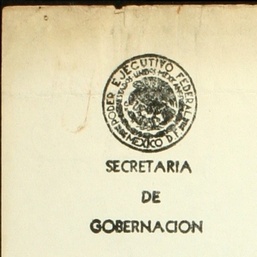 PODER EJECUTIVO FEDERAL
ESTADOS UNIDOS MEXICANOS
MEXICO D.F.
SECRETARIA
DE
GOBERNACION